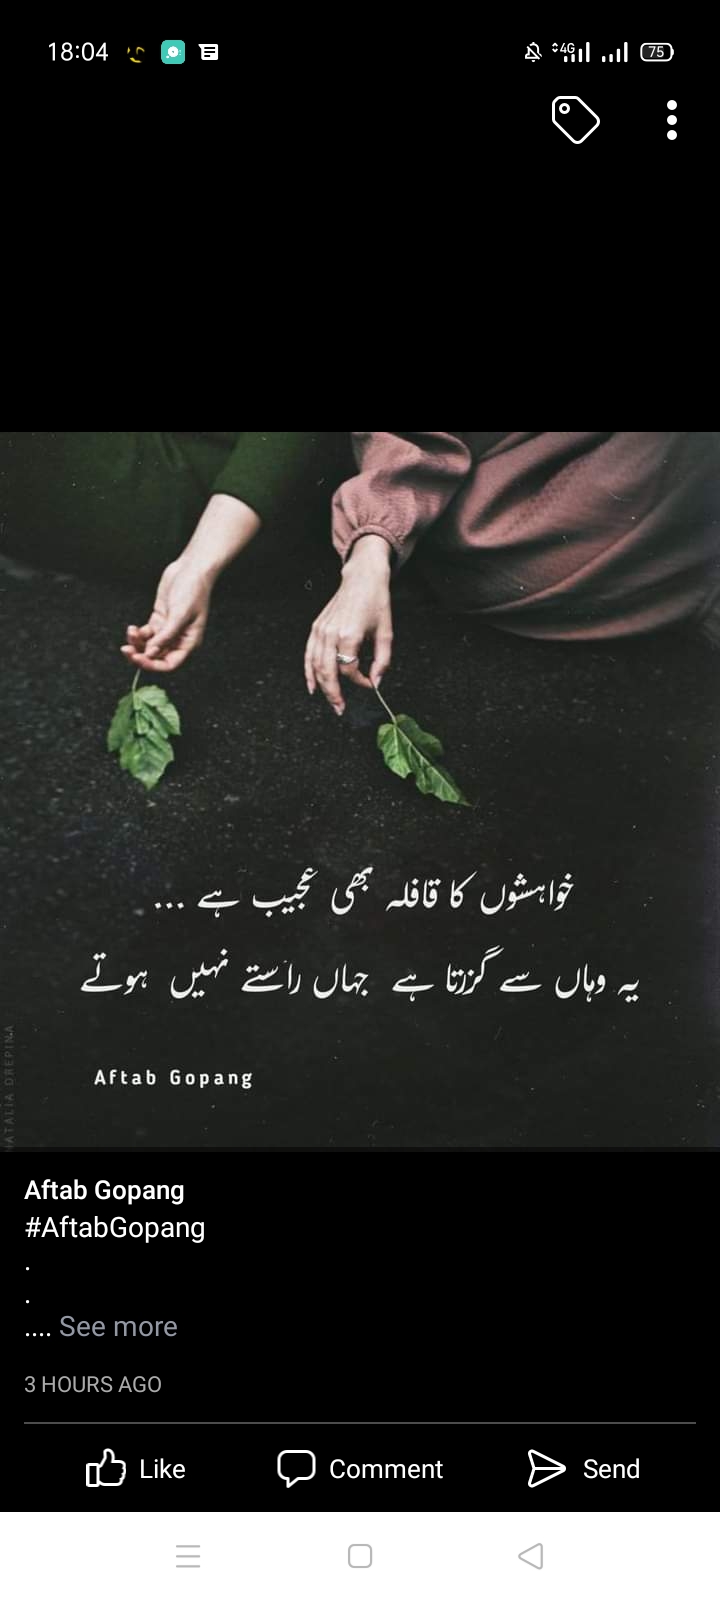 18:04
4G
75
خواہشوں کا قافلہ بھی عجیب ہے ...
یہ وہاں سے گزرتا ہے جہاں راستے نہیں ہوتے
Aftab Gopang
NATALIA DREPINA
Aftab Gopang
#AftabGopang
.
.
.... See more
3 HOURS AGO
Like
Comment
Send